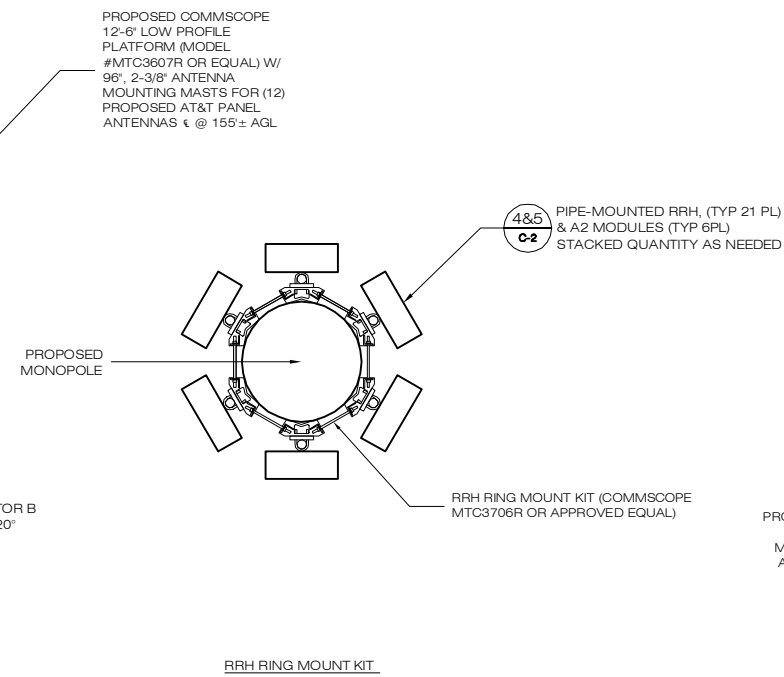 PROPOSED COMMSCOPE
12'-6" LOW PROFILE
PLATFORM (MODEL
#MTC3607R OR EQUAL) W/
96", 2-3/8" ANTENNA
MOUNTING MASTS FOR (12)
PROPOSED AT&T PANEL
ANTENNAS ℄ @ 155'± AGL
4&5
C-2
PIPE-MOUNTED RRH, (TYP 21 PL)
& A2 MODULES (TYP 6PL)
STACKED QUANTITY AS NEEDED
PROPOSED
MONOPOLE
RRH RING MOUNT KIT (COMMSCOPE
MTC3706R OR APPROVED EQUAL)
TOR B
20°
PRO
M
A
RRH RING MOUNT KIT